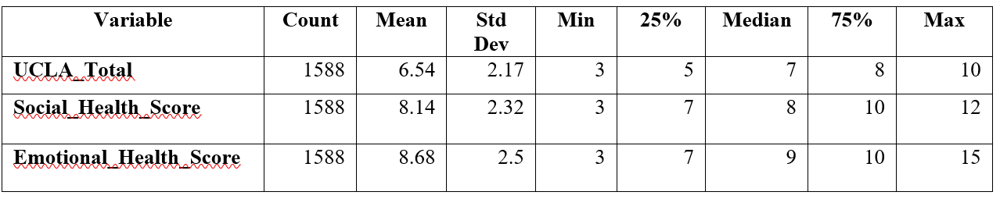 Variable Count Mean Std Dev Min 25% Median 75% Max
UCLA_Total 1588 6.54 2.17 3 5 7 8 10
Social_Health_Score 1588 8.14 2.32 3 7 8 10 12
Emotional_Health_Score 1588 8.68 2.5 3 7 9 10 15